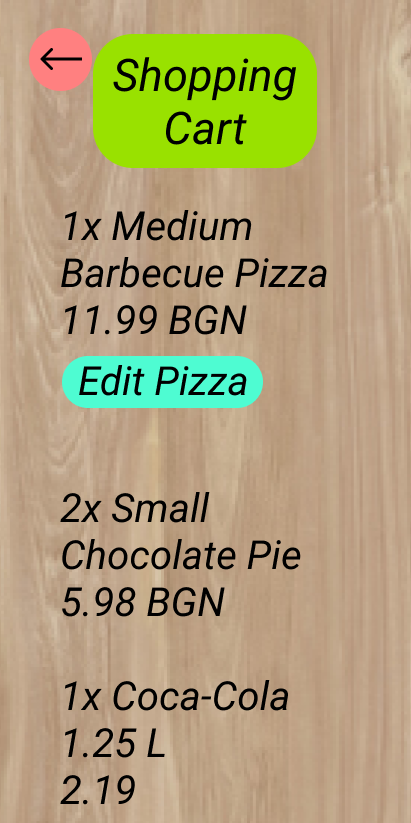 Shopping
Cart
1x Medium
Barbecue Pizza
11.99 BGN
Edit Pizza
2x Small
Chocolate Pie
5.98 BGN
1x Coca-Cola
1.25 L
2.19